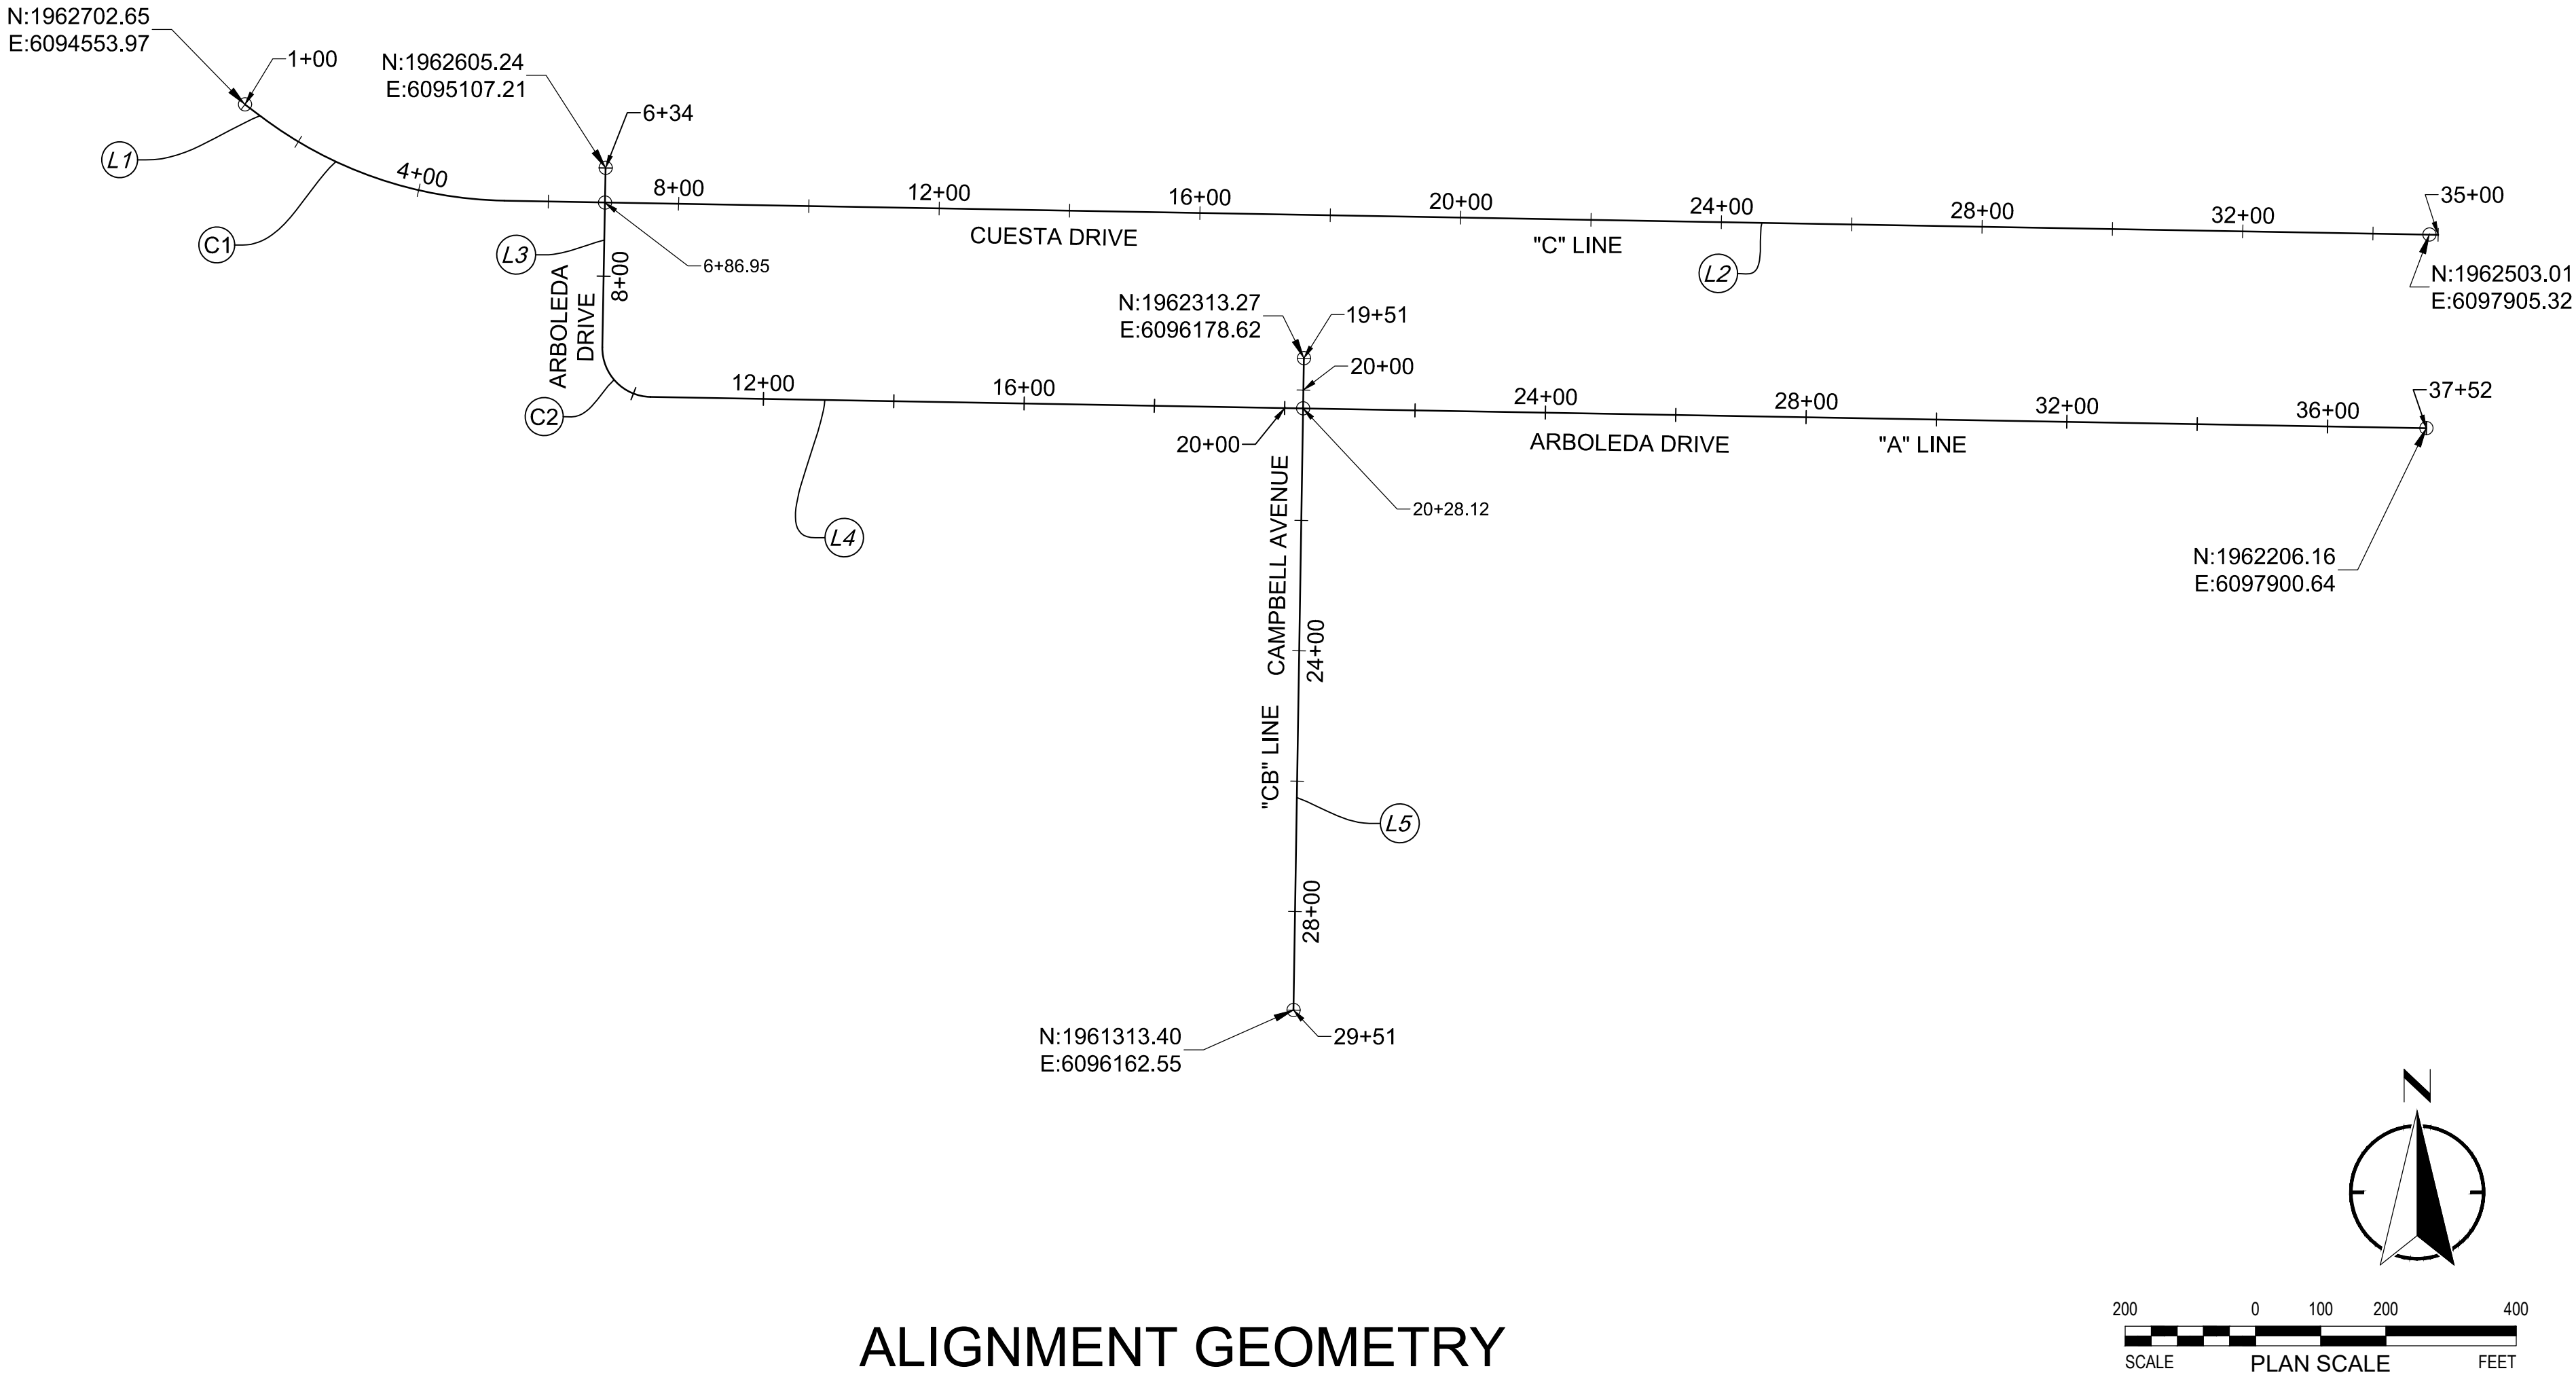 N:1962702.65
E:6094553.97
1+00
N:1962605.24
E:6095107.21
6+34
L1
4+00
C1
8+00
12+00
16+00
20+00
24+00
28+00
32+00
35+00
CUESTA DRIVE
"C" LINE
L2
N:1962503.01
E:6097905.32
L3
6+86.95
8+00
ARBOLEDA
DRIVE
N:1962313.27
E:6096178.62
19+51
20+00
C2
12+00
16+00
20+00
24+00
28+00
32+00
36+00
37+52
ARBOLEDA DRIVE
"A" LINE
20+28.12
L4
N:1962206.16
E:6097900.64
CAMPBELL AVENUE
"CB" LINE
24+00
L5
28+00
N:1961313.40
E:6096162.55
29+51
N
ALIGNMENT GEOMETRY
200 0 100 200 400
SCALE PLAN SCALE FEET